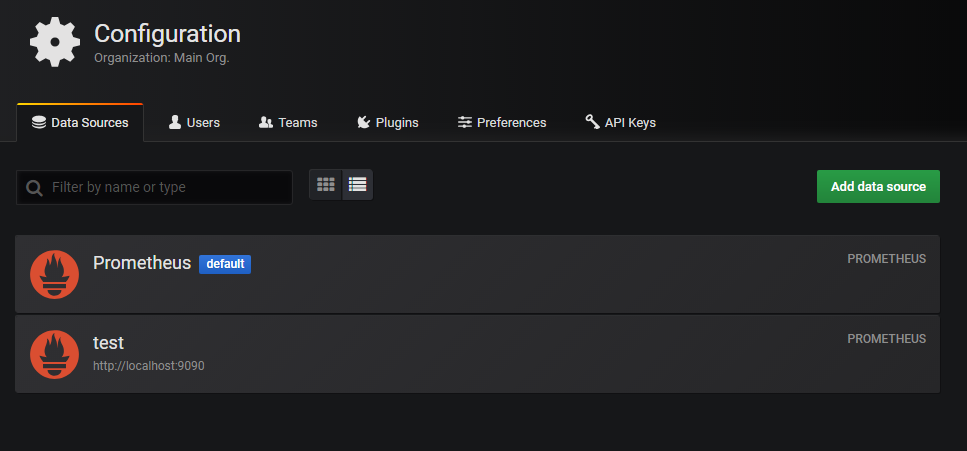 Configuration
Organization: Main Org.
Data Sources Users Teams Plugins Preferences API Keys
Filter by name or type Add data source
Prometheus default PROMETHEUS
test PROMETHEUS
http://localhost:9090